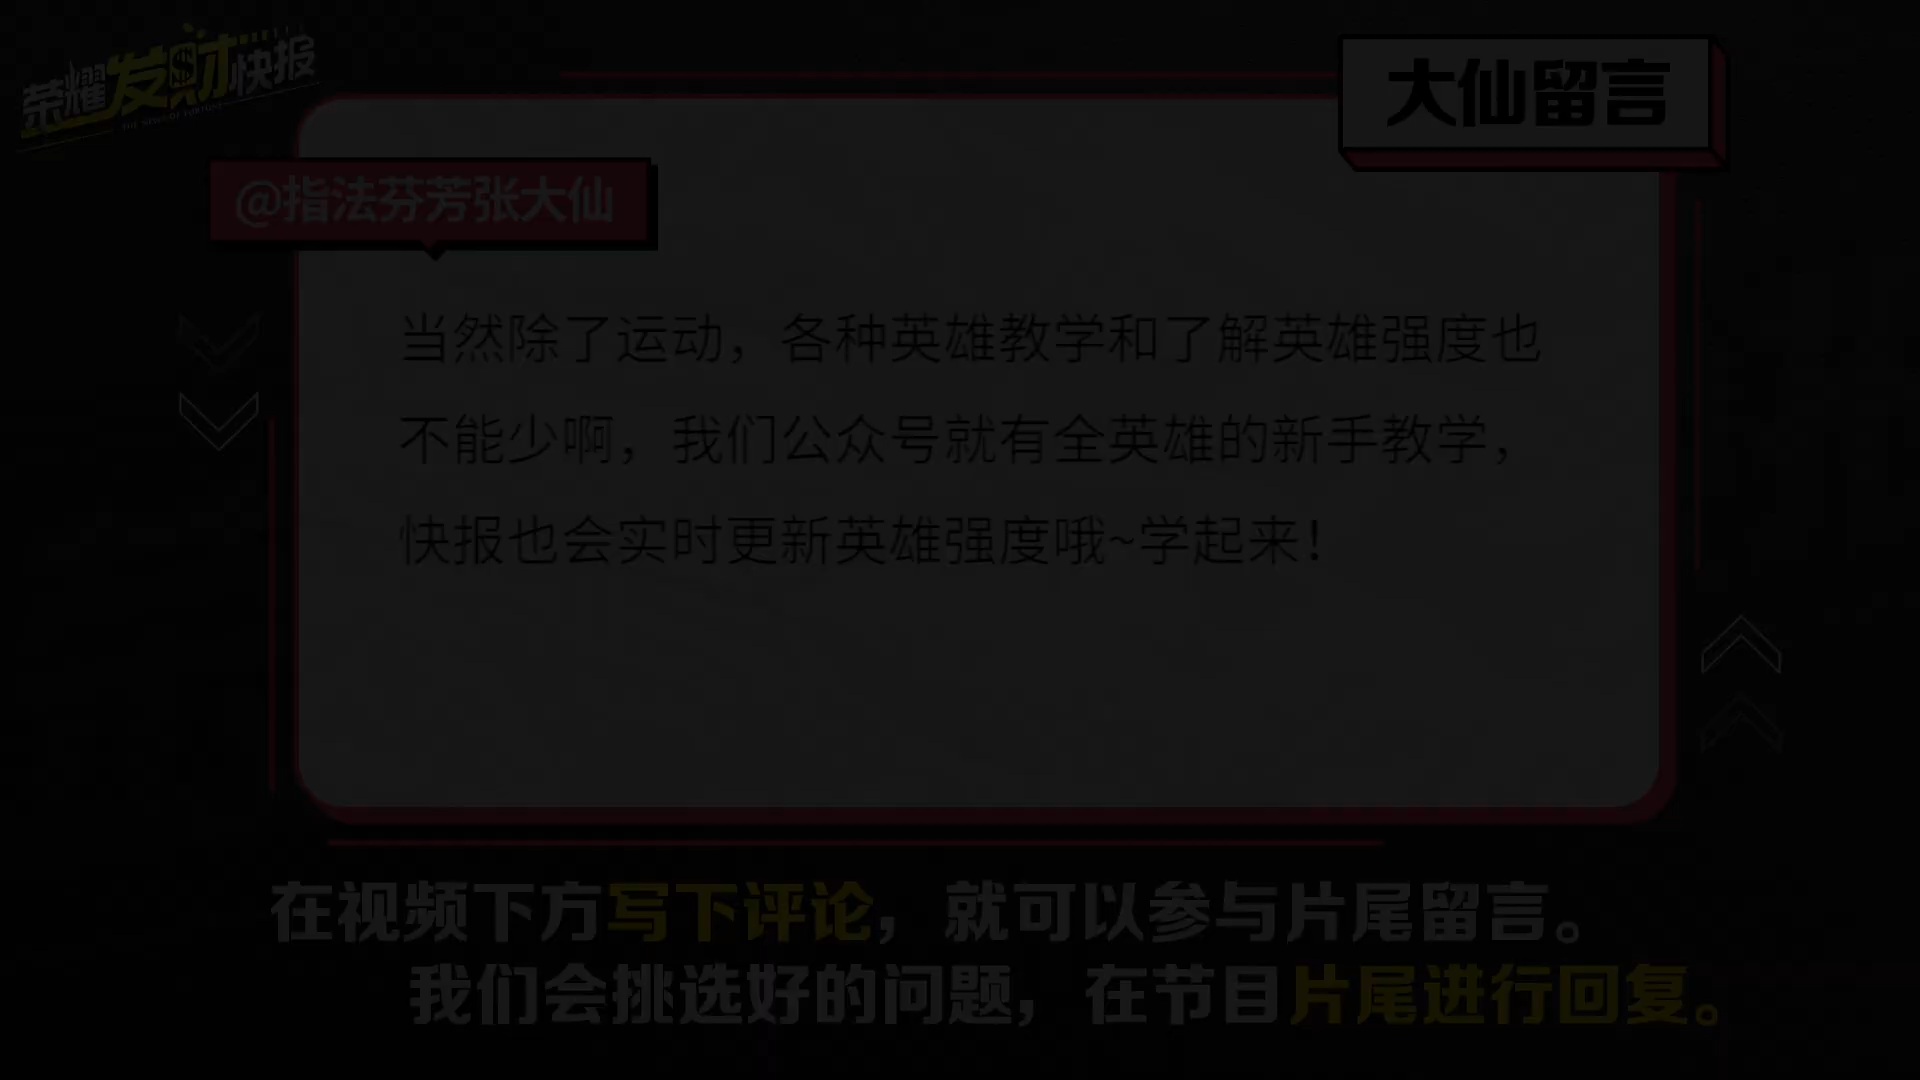 荣耀发财快报
THE NEWS OF FORTUNE
大仙留言
@指法芬芳张大仙
当然除了运动，各种英雄教学和了解英雄强度也
不能少啊，我们公众号就有全英雄的新手教学，
快报也会实时更新英雄强度哦~学起来！
在视频下方写下评论，就可以参与片尾留言。
我们会挑选好的问题，在节目片尾进行回复。